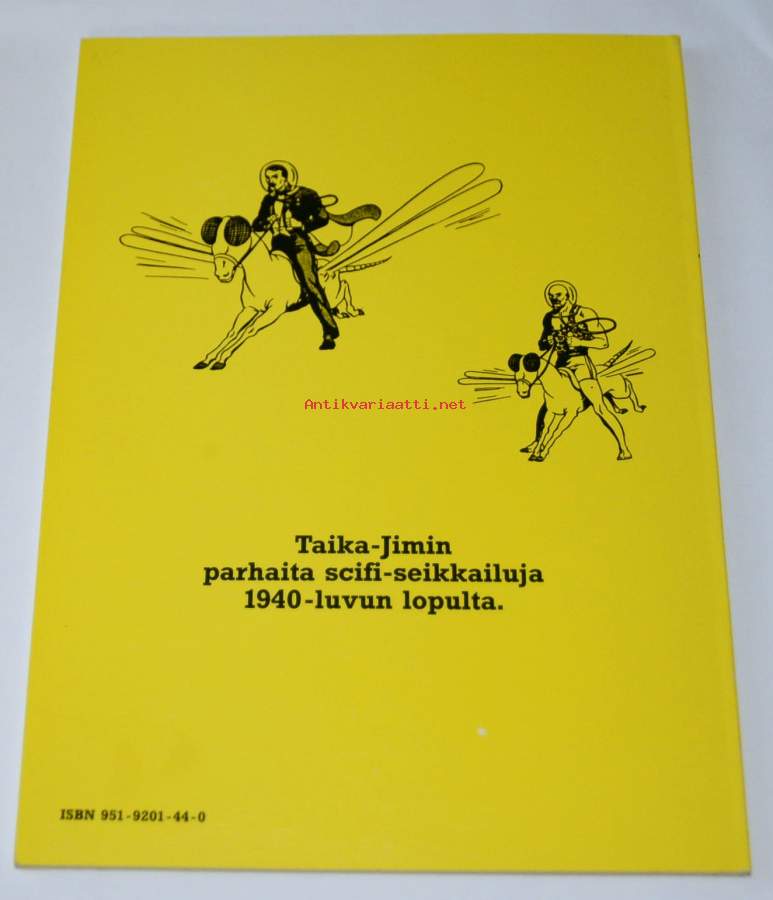 Antikvariaatti.net
Taika-Jimin
parhaita scifi-seikkailuja
1940-luvun lopulta.
ISBN 951-9201-44-0